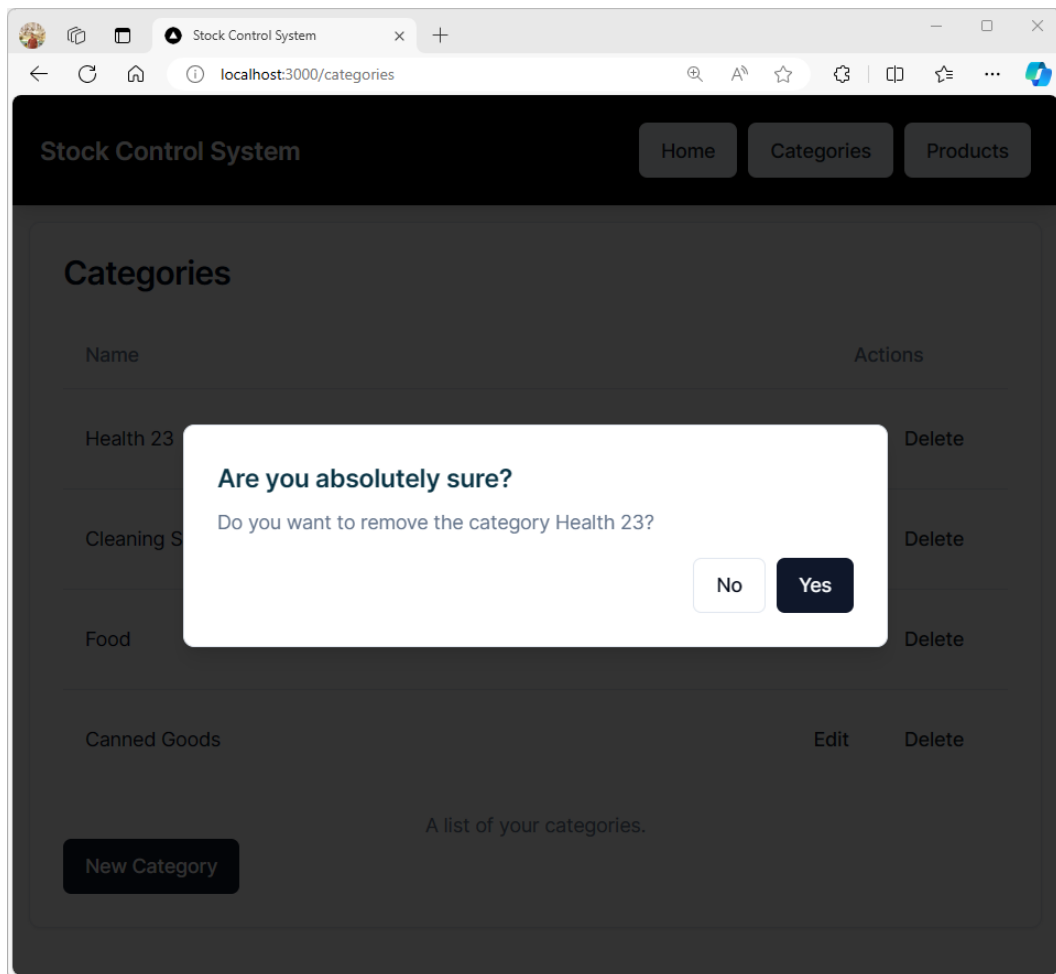 Stock Control System
localhost:3000/categories
Stock Control System Home Categories Products
Categories
Name Actions
Health 23 Delete
Are you absolutely sure?
Do you want to remove the category Health 23?
Cleaning S Delete
No Yes
Food Delete
Canned Goods Edit Delete
A list of your categories.
New Category